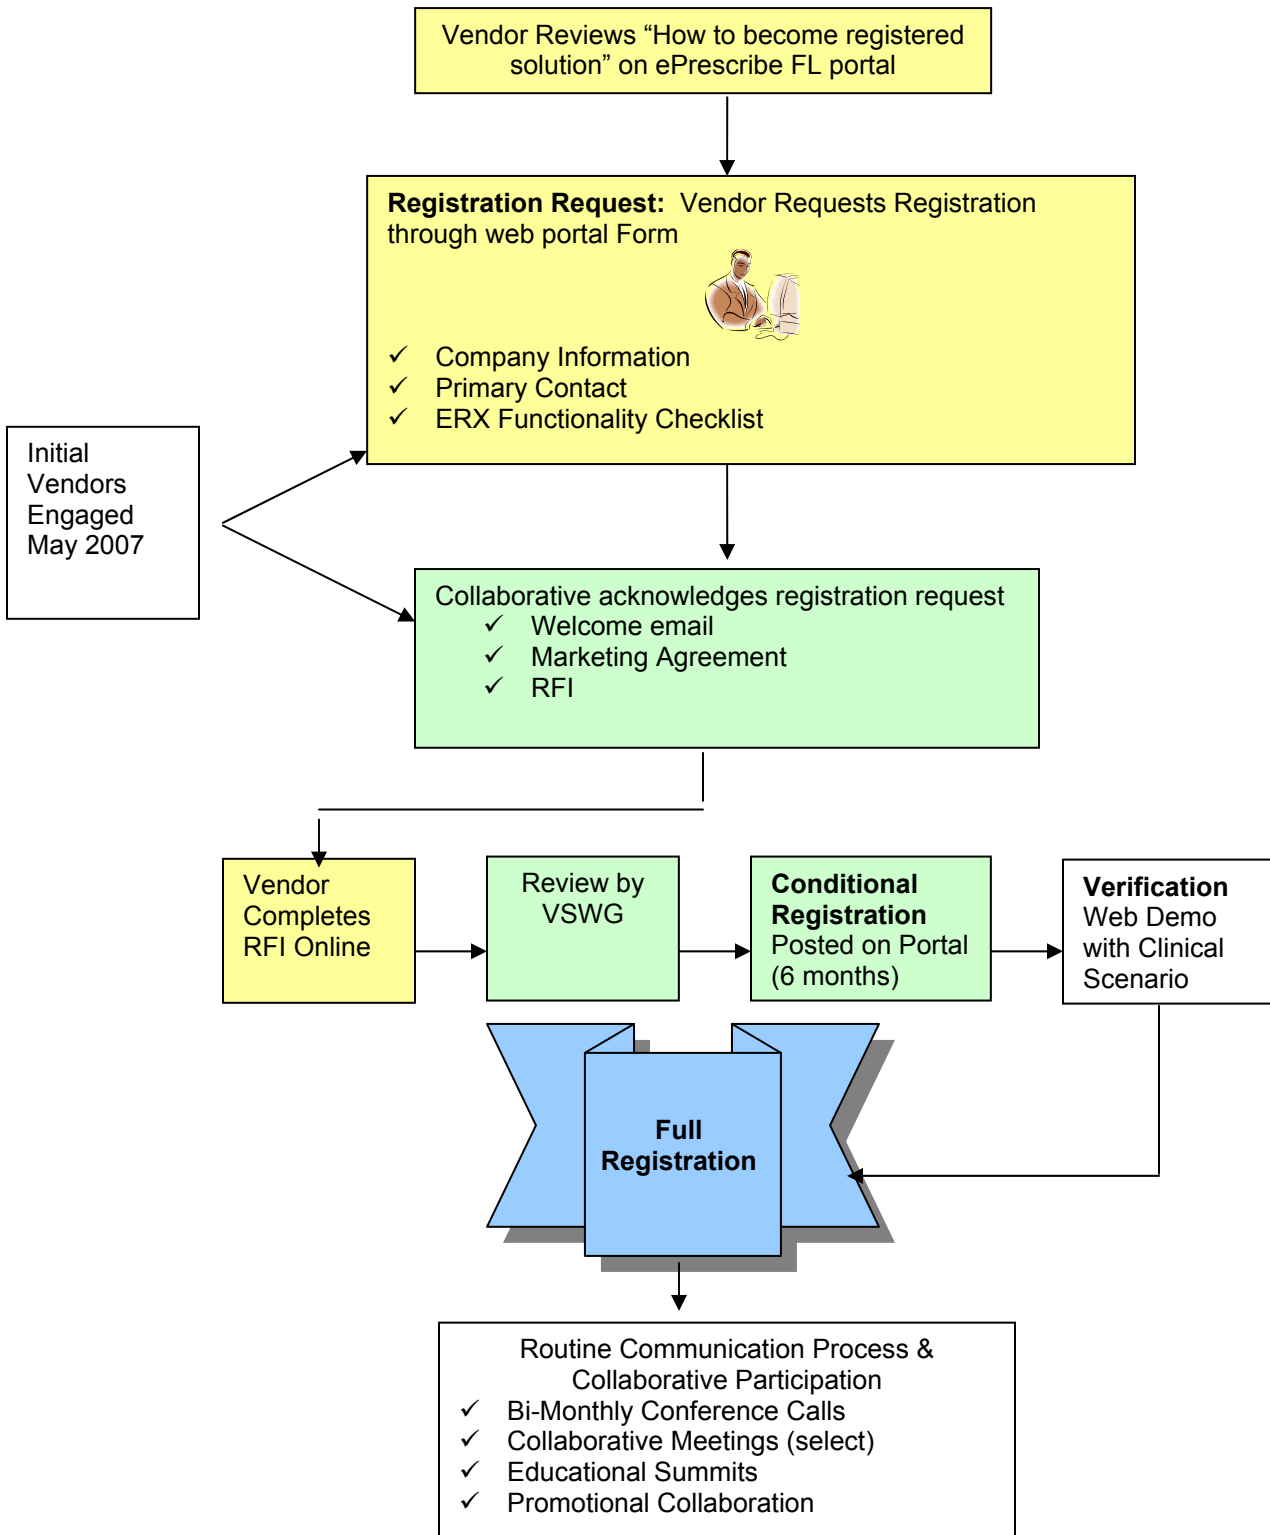 Vendor Reviews “How to become registered
solution” on ePrescribe FL portal
Registration Request: Vendor Requests Registration
through web portal Form
✓ Company Information
✓ Primary Contact
✓ ERX Functionality Checklist
Initial
Vendors
Engaged
May 2007
Collaborative acknowledges registration request
✓ Welcome email
✓ Marketing Agreement
✓ RFI
Vendor
Completes
RFI Online
Review by
VSWG
Conditional
Registration
Posted on Portal
(6 months)
Verification
Web Demo
with Clinical
Scenario
Full
Registration
Routine Communication Process &
Collaborative Participation
✓ Bi-Monthly Conference Calls
✓ Collaborative Meetings (select)
✓ Educational Summits
✓ Promotional Collaboration